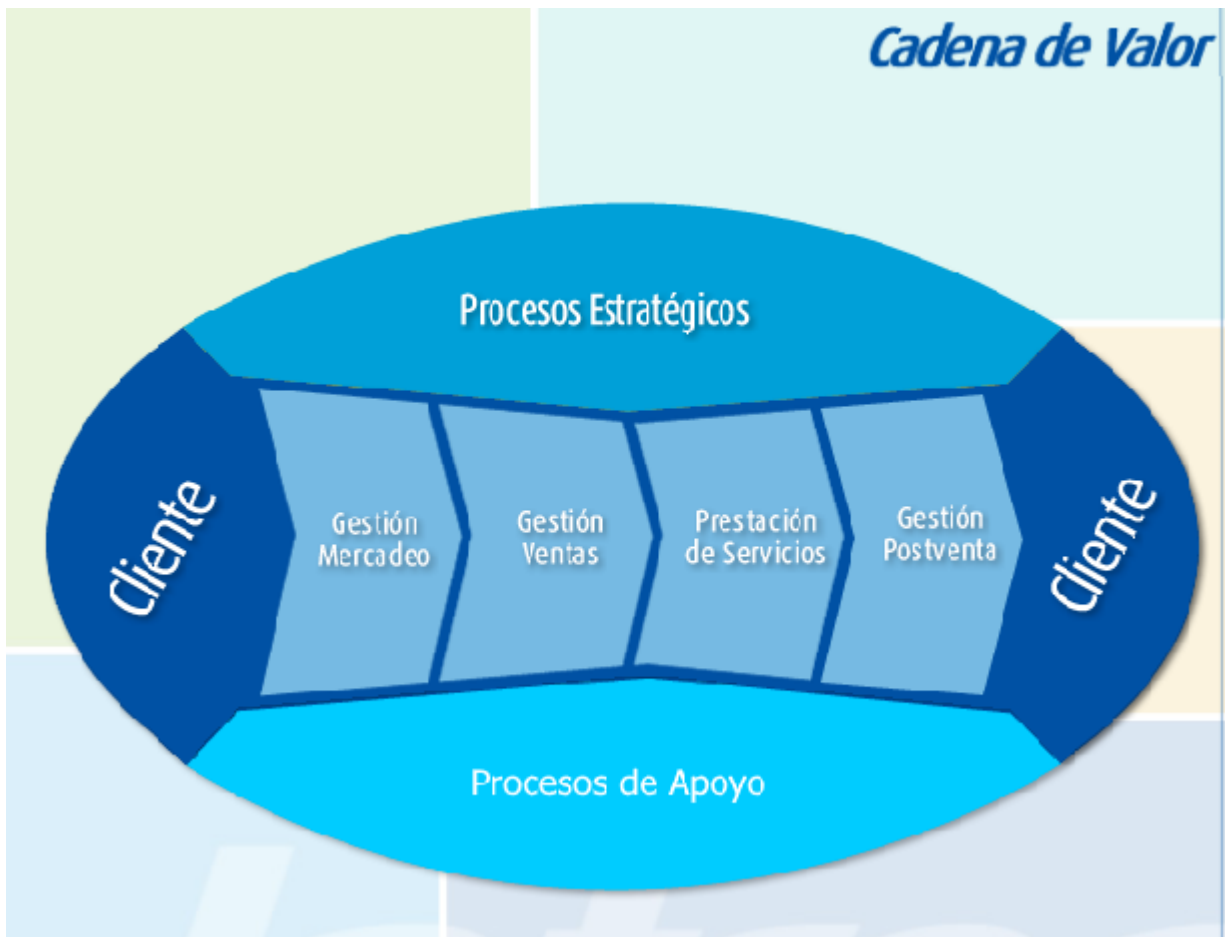 Cadena de Valor
Procesos Estratégicos
Cliente
Gestión
Mercadeo
Gestión
Ventas
Prestación
de Servicios
Gestión
Postventa
Cliente
Procesos de Apoyo